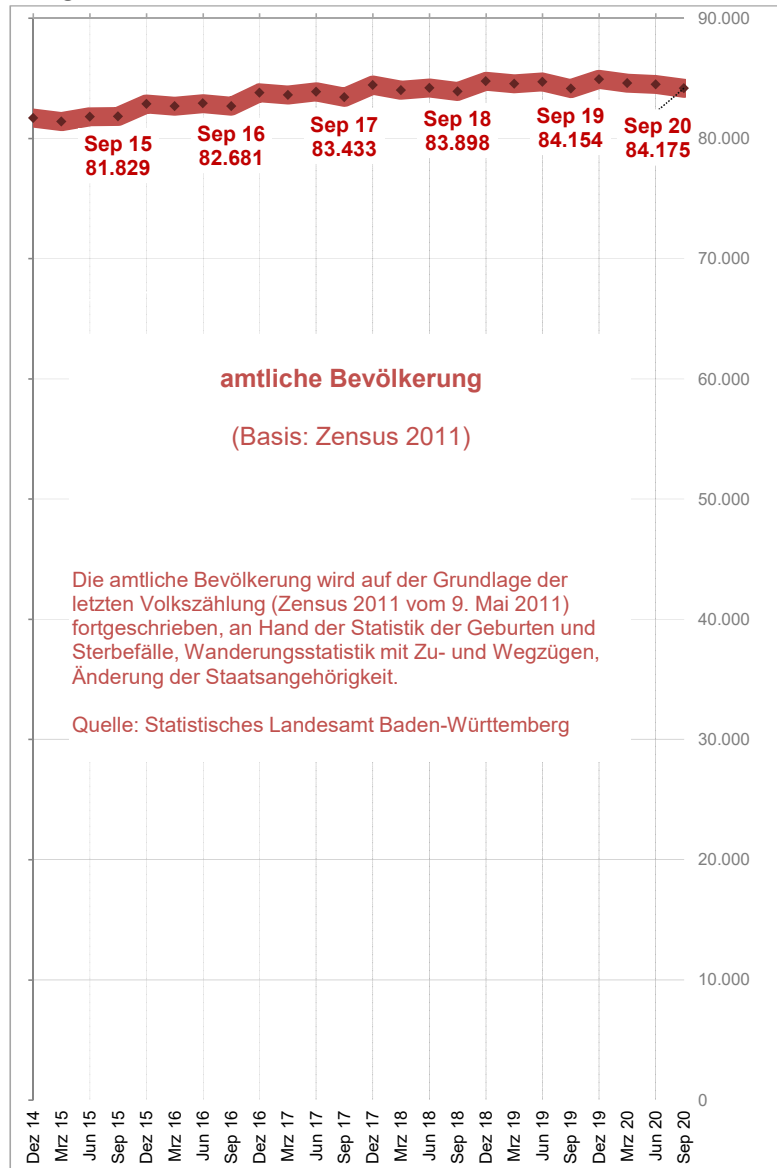 90.000
80.000
70.000
60.000
50.000
40.000
30.000
20.000
10.000
0
Sep 15
81.829
Sep 16
82.681
Sep 17
83.433
Sep 18
83.898
Sep 19
84.154
Sep 20
84.175
amtliche Bevölkerung
(Basis: Zensus 2011)
Die amtliche Bevölkerung wird auf der Grundlage der
letzten Volkszählung (Zensus 2011 vom 9. Mai 2011)
fortgeschrieben, an Hand der Statistik der Geburten und
Sterbefälle, Wanderungsstatistik mit Zu- und Wegzügen,
Änderung der Staatsangehörigkeit.
Quelle: Statistisches Landesamt Baden-Württemberg
Dez 14
Mrz 15
Jun 15
Sep 15
Dez 15
Mrz 16
Jun 16
Sep 16
Dez 16
Mrz 17
Jun 17
Sep 17
Dez 17
Mrz 18
Jun 18
Sep 18
Dez 18
Mrz 19
Jun 19
Sep 19
Dez 19
Mrz 20
Jun 20
Sep 20